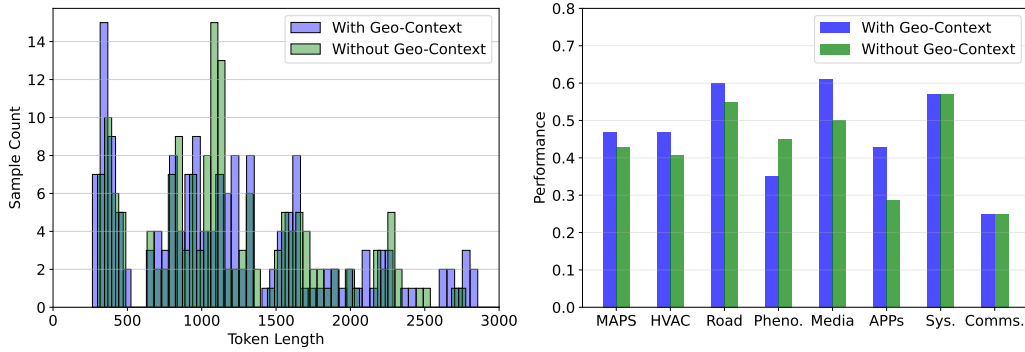 14
12
10
8
6
4
2
0
Sample Count
0 500 1000 1500 2000 2500 3000
Token Length
With Geo-Context
Without Geo-Context
0.8
0.7
0.6
0.5
0.4
0.3
0.2
0.1
0.0
Performance
MAPS HVAC Road Pheno. Media APPs Sys. Comms.
With Geo-Context
Without Geo-Context